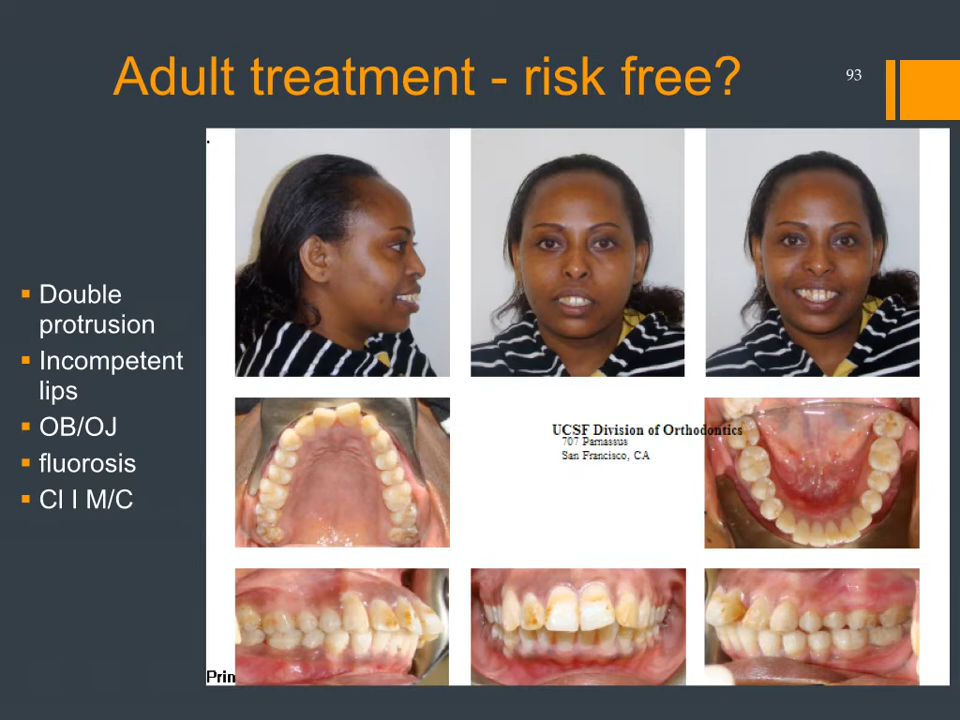 Adult treatment - risk free?
93
.
Double
protrusion
Incompetent
lips
OB/OJ
fluorosis
Cl I M/C
UCSF Division of Orthodontics
707 Parnassus
San Francisco, CA
Prin